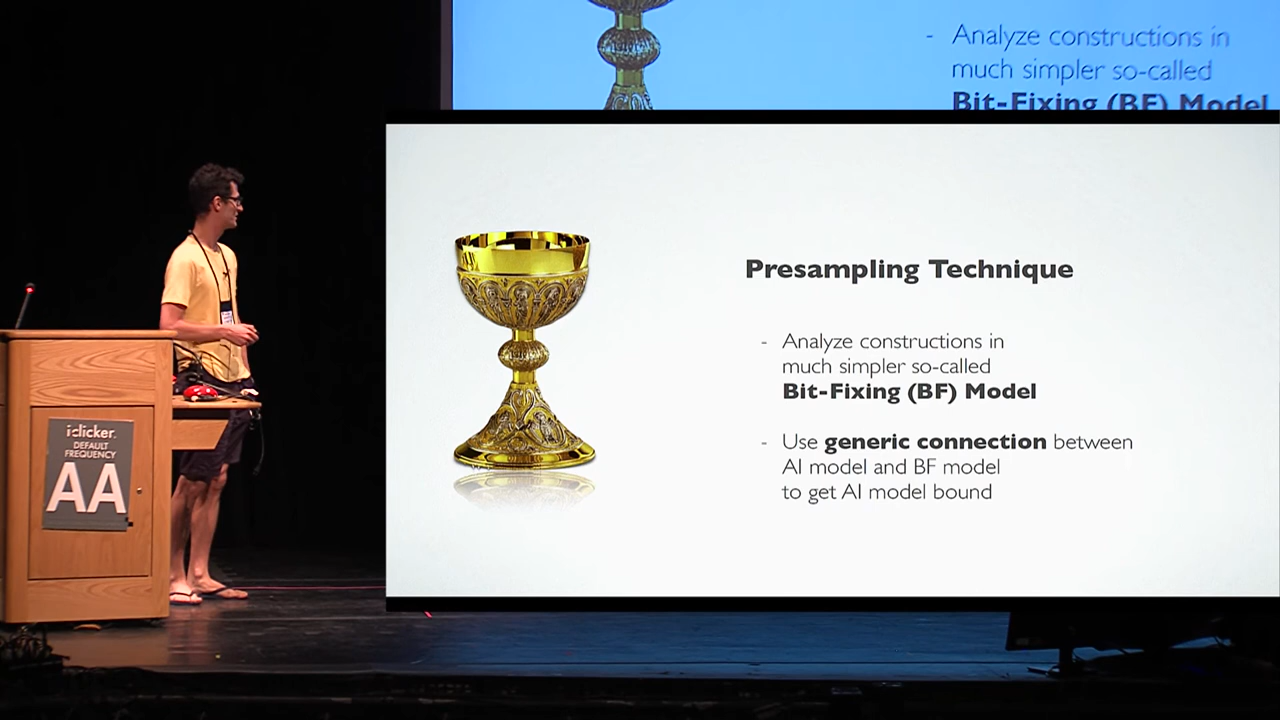 - Analyze constructions in
much simpler so-called
Bit-Fixing (BF) Model
Presampling Technique
- Analyze constructions in
much simpler so-called
Bit-Fixing (BF) Model
- Use generic connection between
AI model and BF model
to get AI model bound
iclicker.
DEFAULT
FREQUENCY
AA